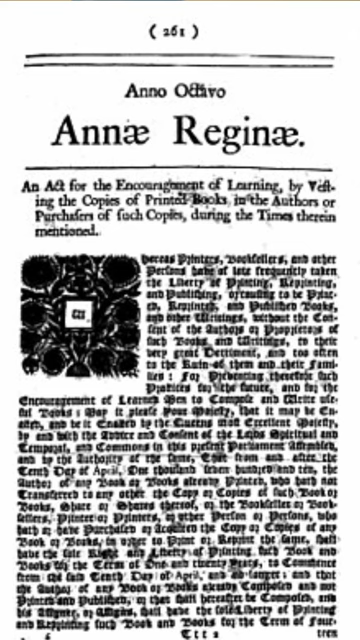 ( 261 )
Anno Octavo
Annæ Reginæ.
An Act for the Encouragement of Learning, by Vest-
ing the Copies of Printed Books in the Authors or
Purchasers of such Copies, during the Times therein
mentioned.
Whereas Printers, Booksellers, and other
Persons have of late frequently taken
the Liberty of Printing, Reprinting,
and Publishing, or causing to be Print-
ed, Reprinted, and Published Books,
and other Writings, without the Con-
sent of the Authors or Proprietors of
such Books and Writings, to their
very great Detriment, and too often
to the Ruin of them and their Fami-
lies: For Preventing therefore such
Practices for the future, and for the
Encouragement of Learned Men to Compose and Write use-
ful Books; May it please your Majesty, that it may be En-
acted, and be it Enacted by the Queens most Excellent Majesty,
by and with the Advice and Consent of the Lords Spiritual and
Temporal, and Commons in this present Parliament Assembled,
and by the Authority of the same, That from and after the
Tenth Day of April, One thousand seven hundred and ten, the
Author of any Book or Books already Printed, who hath not
Transferred to any other the Copy or Copies of such Book or
Books, Share or Shares thereof, or the Bookseller or Book-
sellers, Printer or Printers, or other Person or Persons, who
hath or have Purchased or Acquired the Copy or Copies of any
Book or Books, in order to Print or Reprint the same, shall
have the sole Right and Liberty of Printing such Book and
Books for the Term of One and twenty Years, to Commence
from the said Tenth Day of April, and no longer; and that
the Author of any Book or Books already Composed and not
Printed and Published, or that shall hereafter be Composed, and
his Assignee, or Assigns, shall have the sole Liberty of Printing
and Reprinting such Book and Books for the Term of Four-
Ttt 2 teen